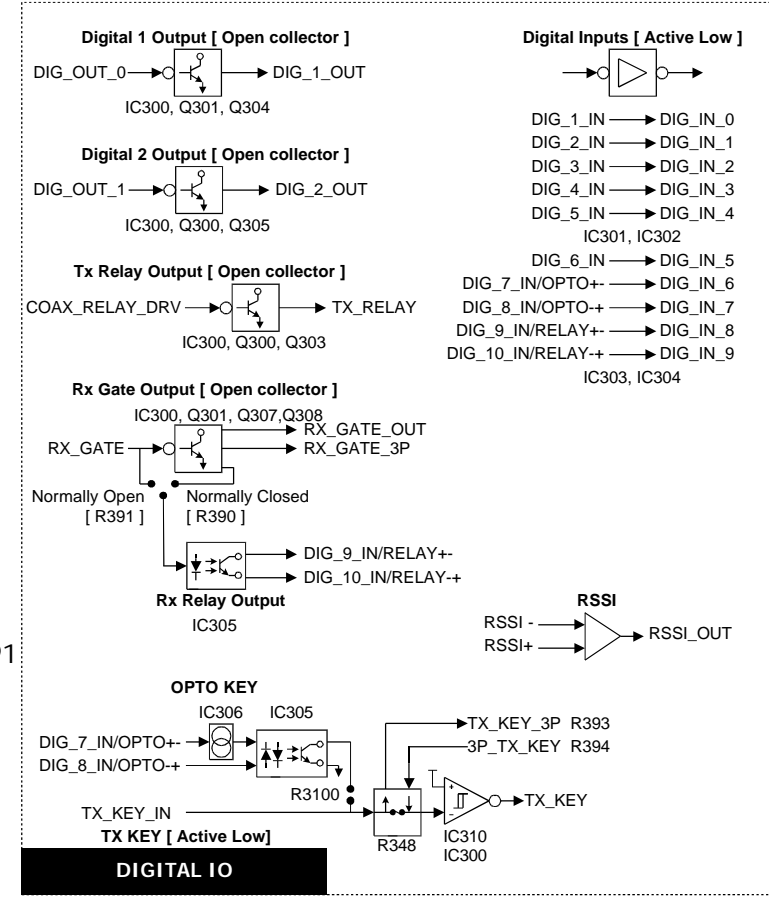 Digital 1 Output [ Open collector ]
DIG_OUT_0
DIG_1_OUT
IC300, Q301, Q304
Digital 2 Output [ Open collector ]
DIG_OUT_1
DIG_2_OUT
IC300, Q300, Q305
Tx Relay Output [ Open collector ]
COAX_RELAY_DRV
TX_RELAY
IC300, Q300, Q303
Rx Gate Output [ Open collector ]
IC300, Q301, Q307,Q308
RX_GATE_OUT
RX_GATE
RX_GATE_3P
Normally Open
[ R391 ]
Normally Closed
[ R390 ]
DIG_9_IN/RELAY+-
DIG_10_IN/RELAY-+
Rx Relay Output
IC305
Digital Inputs [ Active Low ]
DIG_1_IN DIG_IN_0
DIG_2_IN DIG_IN_1
DIG_3_IN DIG_IN_2
DIG_4_IN DIG_IN_3
DIG_5_IN DIG_IN_4
IC301, IC302
DIG_6_IN DIG_IN_5
DIG_7_IN/OPTO+- DIG_IN_6
DIG_8_IN/OPTO-+ DIG_IN_7
DIG_9_IN/RELAY+- DIG_IN_8
DIG_10_IN/RELAY-+ DIG_IN_9
IC303, IC304
RSSI
RSSI -
RSSI+
RSSI_OUT
OPTO KEY
IC306 IC305
DIG_7_IN/OPTO+-
DIG_8_IN/OPTO-+
R3100
TX_KEY_IN
TX KEY [ Active Low]
TX_KEY_3P R393
3P_TX_KEY R394
+
-
TX_KEY
R348
IC310
IC300
DIGITAL IO